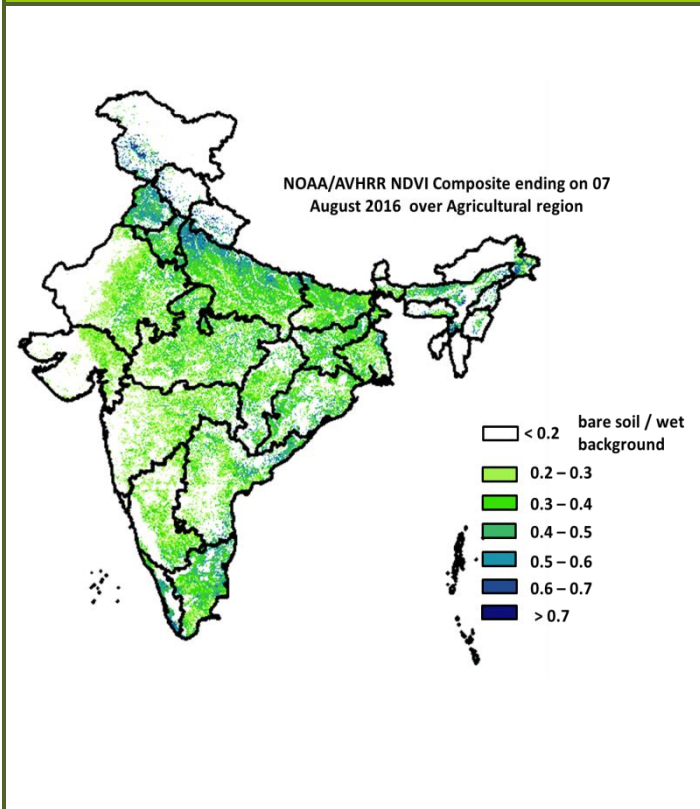 NOAA/AVHRR NDVI Composite ending on 07
August 2016 over Agricultural region
< 0.2 bare soil / wet
background
0.2 – 0.3
0.3 – 0.4
0.4 – 0.5
0.5 – 0.6
0.6 – 0.7
> 0.7